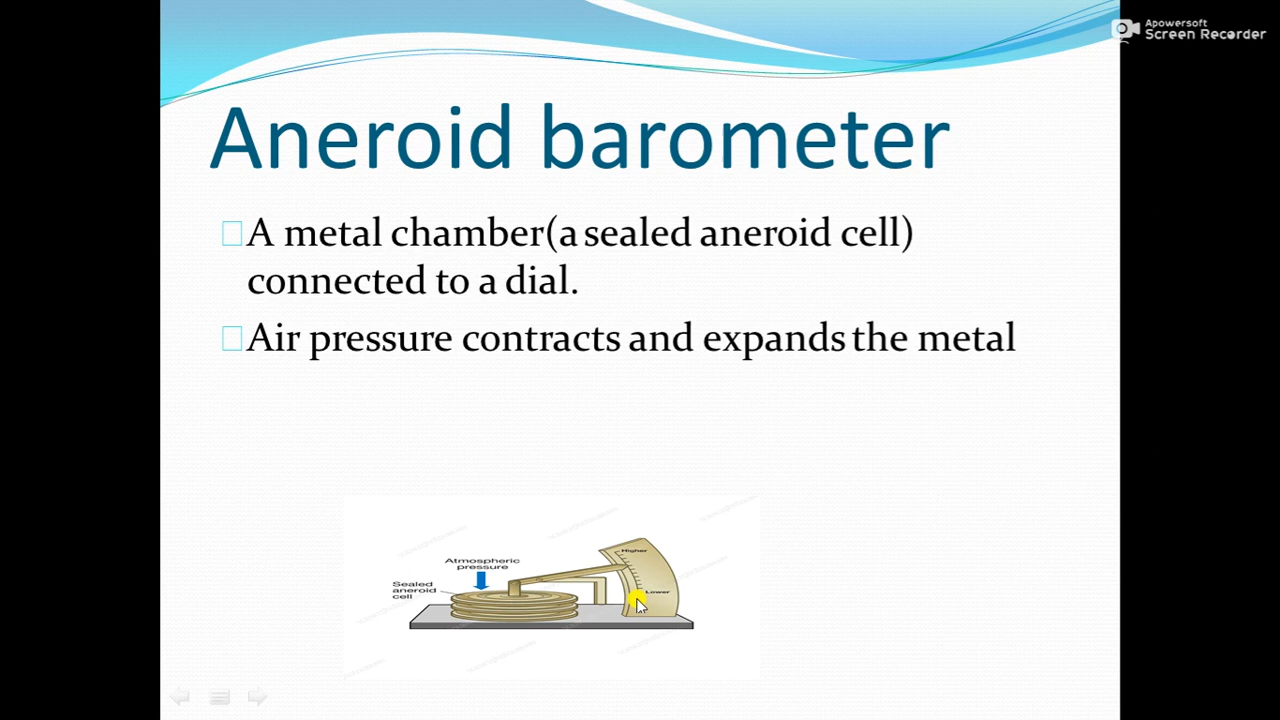 Apowersoft
Screen Recorder
Aneroid barometer
A metal chamber(a sealed aneroid cell)
connected to a dial.
Air pressure contracts and expands the metal
Atmospheric
pressure
Sealed
aneroid
cell
Higher
Lower